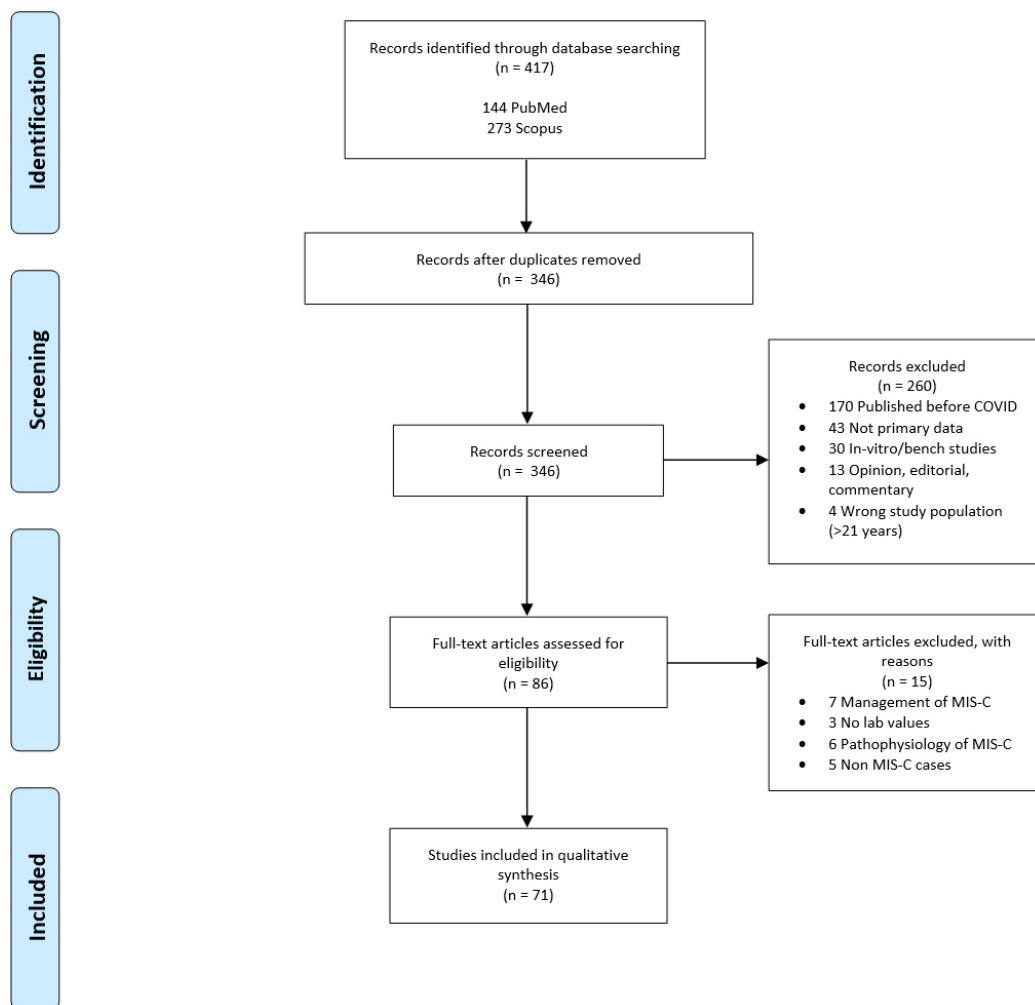 Identification
Records identified through database searching
(n = 417)
144 PubMed
273 Scopus
Records after duplicates removed
(n =  346)
Screening
Records screened
(n = 346)
Records excluded
(n = 260)
• 170 Published before COVID
• 43 Not primary data
• 30 In-vitro/bench studies
• 13 Opinion, editorial,
commentary
• 4 Wrong study population
(>21 years)
Eligibility
Full-text articles assessed for
eligibility
(n = 86)
Full-text articles excluded, with
reasons
(n = 15)
• 7 Management of MIS-C
• 3 No lab values
• 6 Pathophysiology of MIS-C
• 5 Non MIS-C cases
Included
Studies included in qualitative
synthesis
(n = 71)